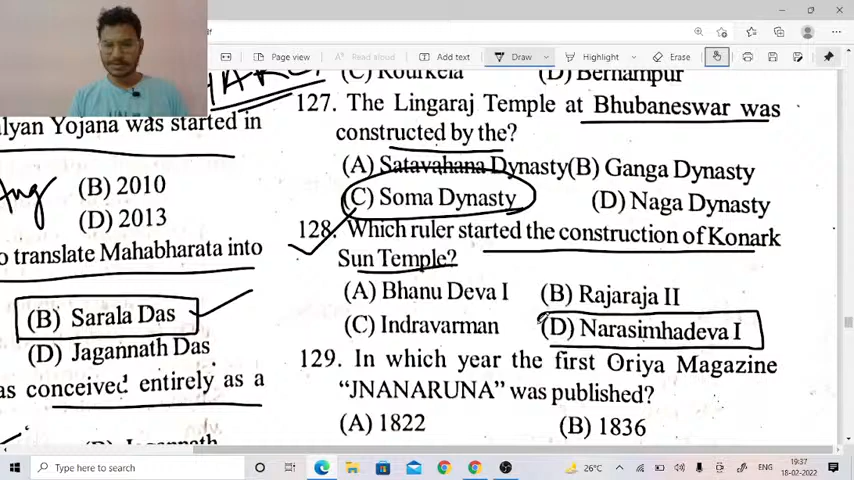 df
Page view
Read aloud
Add text
Draw
Highlight
Erase
(C) Rourkela (D) Berhampur
127. The Lingaraj Temple at Bhubaneswar was
constructed by the?
(A) Satavahana Dynasty(B) Ganga Dynasty
(C) Soma Dynasty (D) Naga Dynasty
128. Which ruler started the construction of Konark
Sun Temple?
(A) Bhanu Deva I (B) Rajaraja II
(C) Indravarman (D) Narasimhadeva I
129. In which year the first Oriya Magazine
"JNANARUNA" was published?
(A) 1822 (B) 1836
alyan Yojana was started in
Ang (B) 2010
(D) 2013
o translate Mahabharata into
(B) Sarala Das
(D) Jagannath Das
as conceived entirely as a
Type here to search
26°C
ENG
19:37
18-02-2022